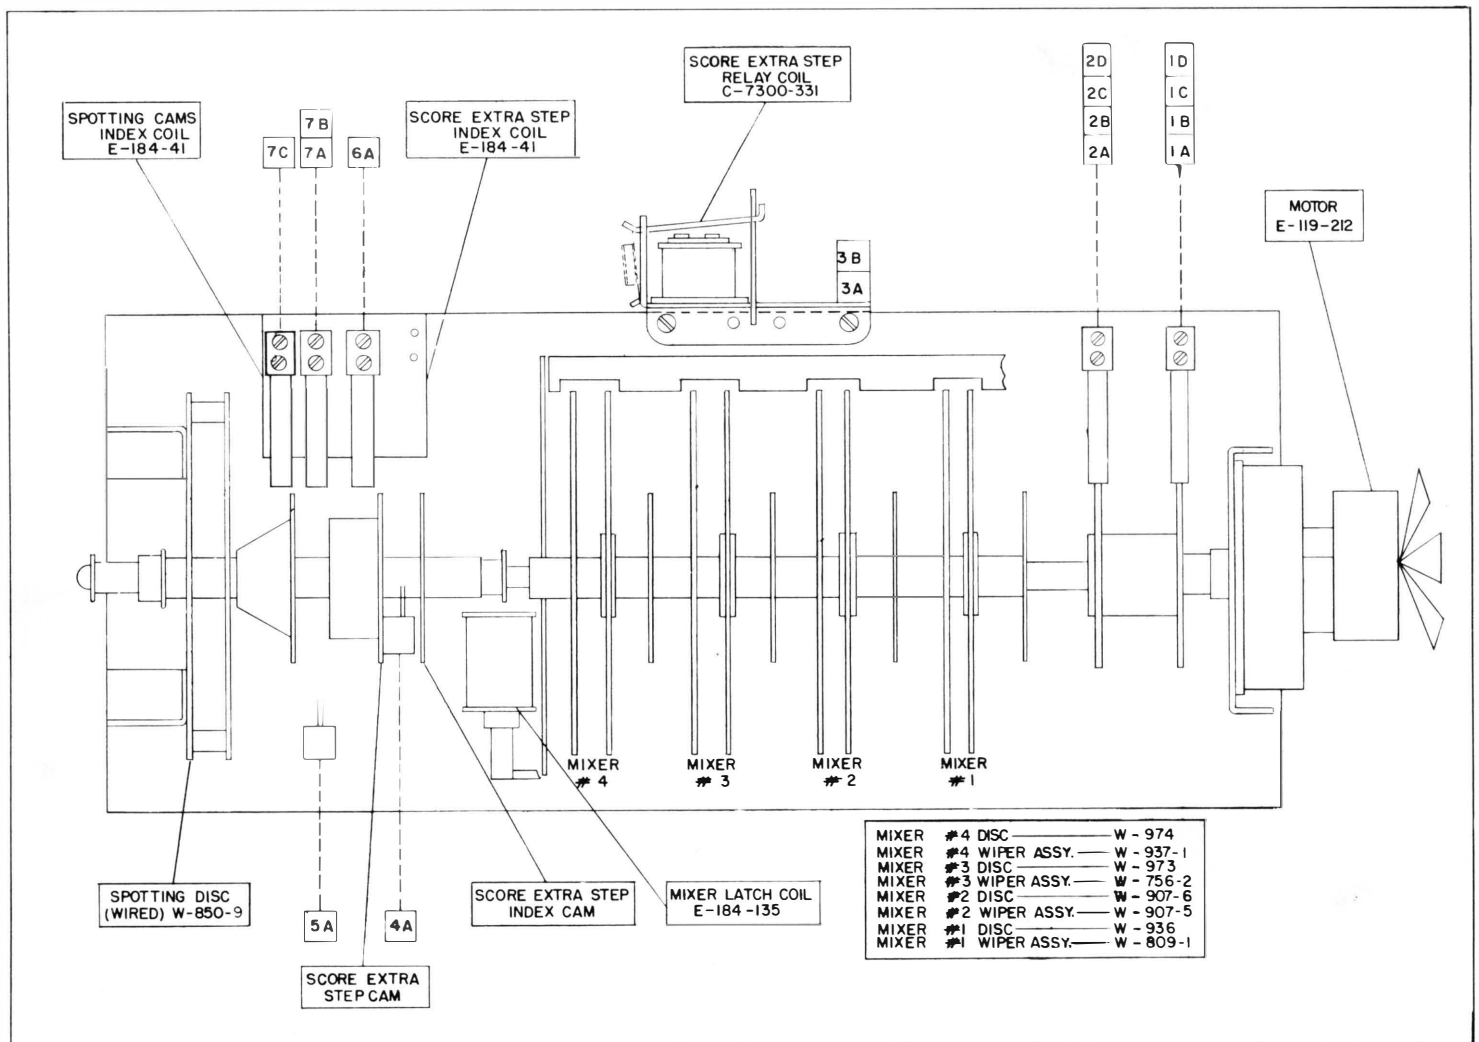 SPOTTING CAMS
INDEX COIL
E-184-41
7C
7B
7A
6A
SCORE EXTRA STEP
INDEX COIL
E-184-41
SCORE EXTRA STEP
RELAY COIL
C-7300-331
3B
3A
2D
2C
2B
2A
1D
1C
1B
1A
MOTOR
E-119-212
MIXER
#4
MIXER
#3
MIXER
#2
MIXER
#1
SPOTTING DISC
(WIRED) W-850-9
5A
4A
SCORE EXTRA
STEP CAM
SCORE EXTRA STEP
INDEX CAM
MIXER LATCH COIL
E-184-135
MIXER #4 DISC W-974
MIXER #4 WIPER ASSY. W-937-1
MIXER #3 DISC W-973
MIXER #3 WIPER ASSY. W-756-2
MIXER #2 DISC W-907-6
MIXER #2 WIPER ASSY. W-907-5
MIXER #1 DISC W-936
MIXER #1 WIPER ASSY. W-809-1